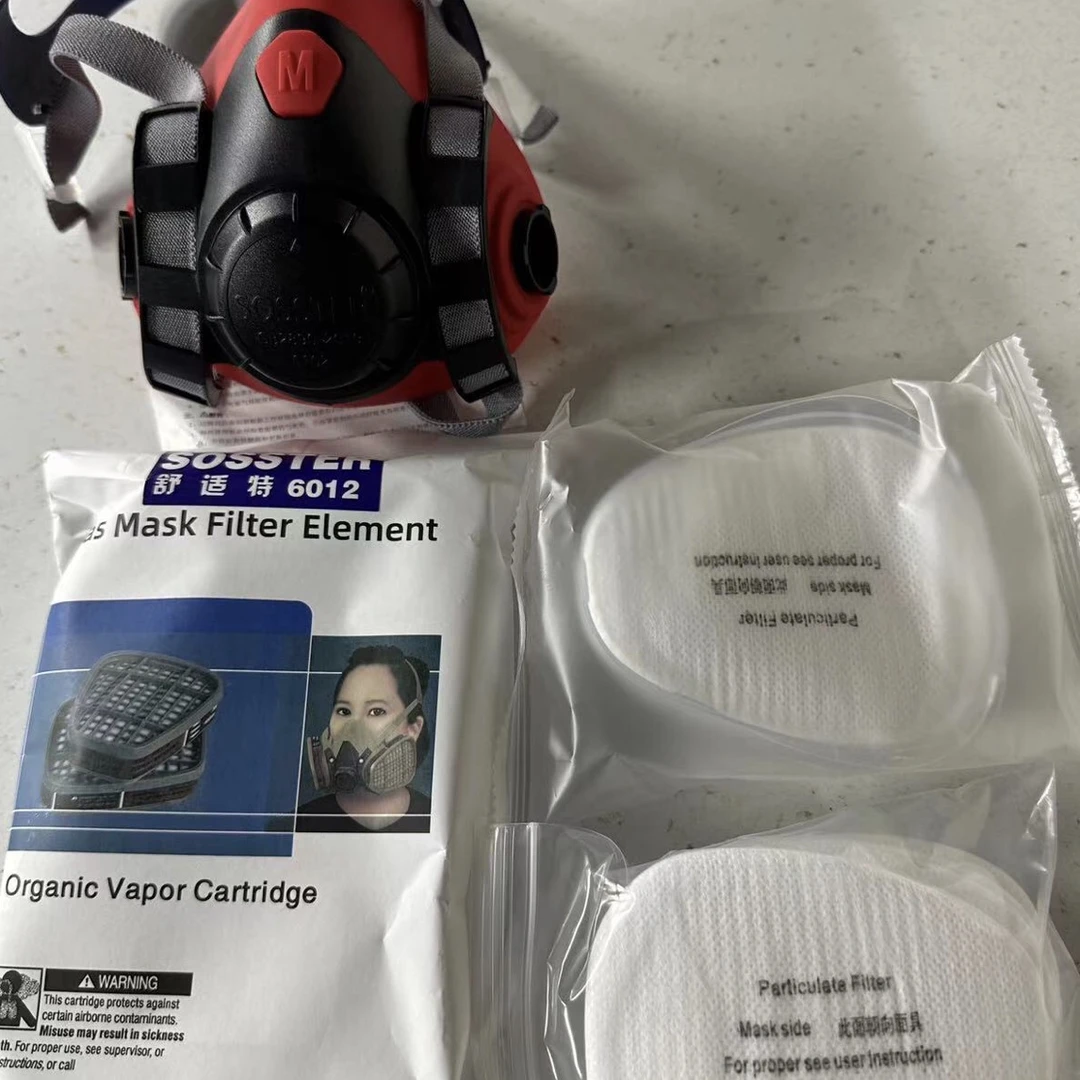 M
SOSSTER
舒适特 6012
as Mask Filter Element
Organic Vapor Cartridge
WARNING
This cartridge protects against
certain airborne contaminants.
Misuse may result in sickness
th. For proper use, see supervisor, or
structions, or call
Particulate Filter
Mask side 此面朝向面具
For proper see user instruction
Particulate Filter
Mask side 此面朝向面具
For proper see user instruction